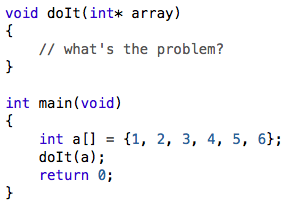 void doIt(int* array)
{
    // what's the problem?
}

int main(void)
{
    int a[] = {1, 2, 3, 4, 5, 6};
    doIt(a);
    return 0;
}